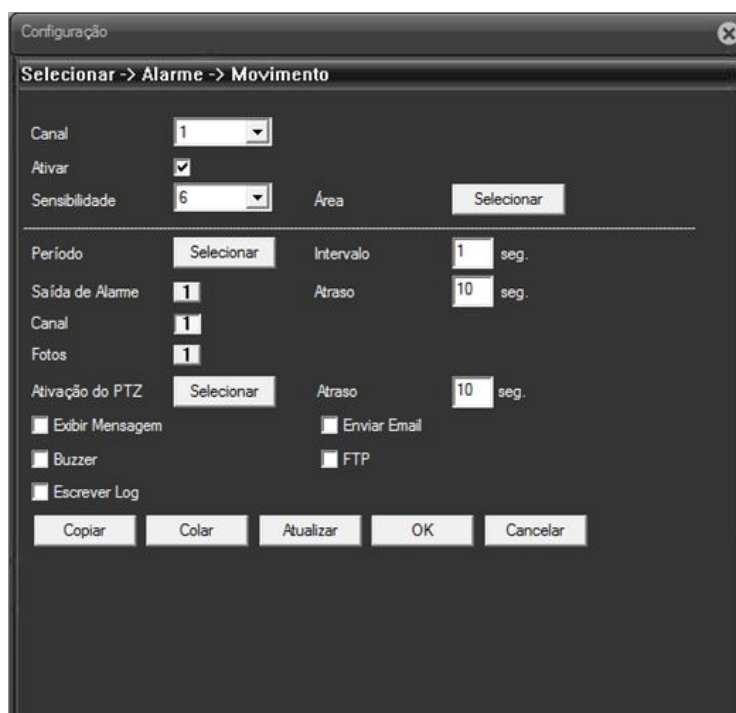 Configuração
Selecionar -> Alarme -> Movimento
Canal 1
Ativar
Sensibilidade 6 Área Selecionar
Período Selecionar Intervalo 1 seg.
Saída de Alarme 1 Atraso 10 seg.
Canal 1
Fotos 1
Ativação do PTZ Selecionar Atraso 10 seg.
Exibir Mensagem Enviar Email
Buzzer FTP
Escrever Log
Copiar Colar Atualizar OK Cancelar